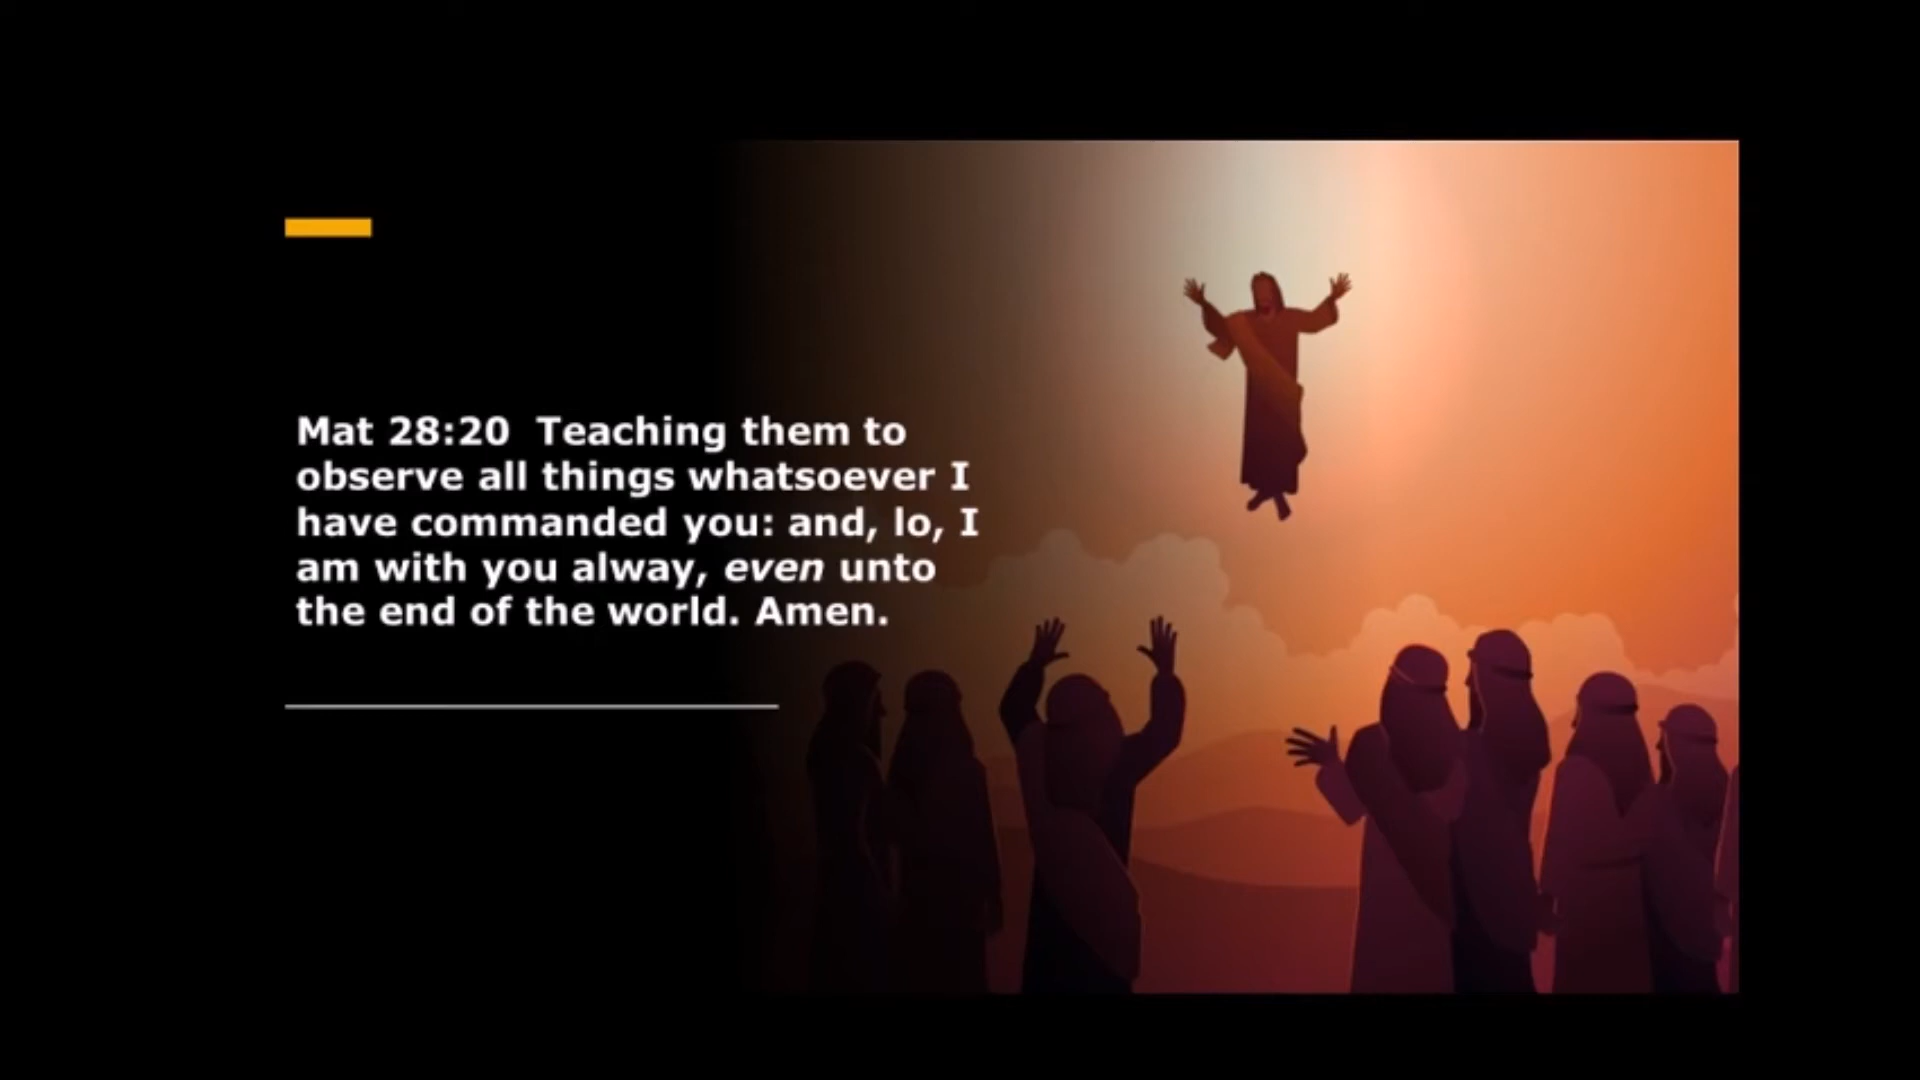 Mat 28:20  Teaching them to
observe all things whatsoever I
have commanded you: and, lo, I
am with you alway, even unto
the end of the world. Amen.